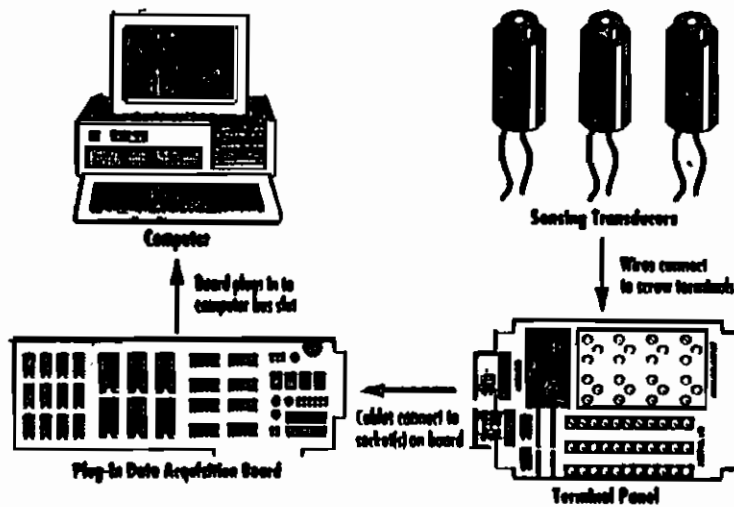 Computer
Sensing Transducers
Board plugs in to
computer bus slot
Wires connect
to screw terminals
Cables connect to
socket(s) on board
Plug-In Data Acquisition Board
Terminal Panel